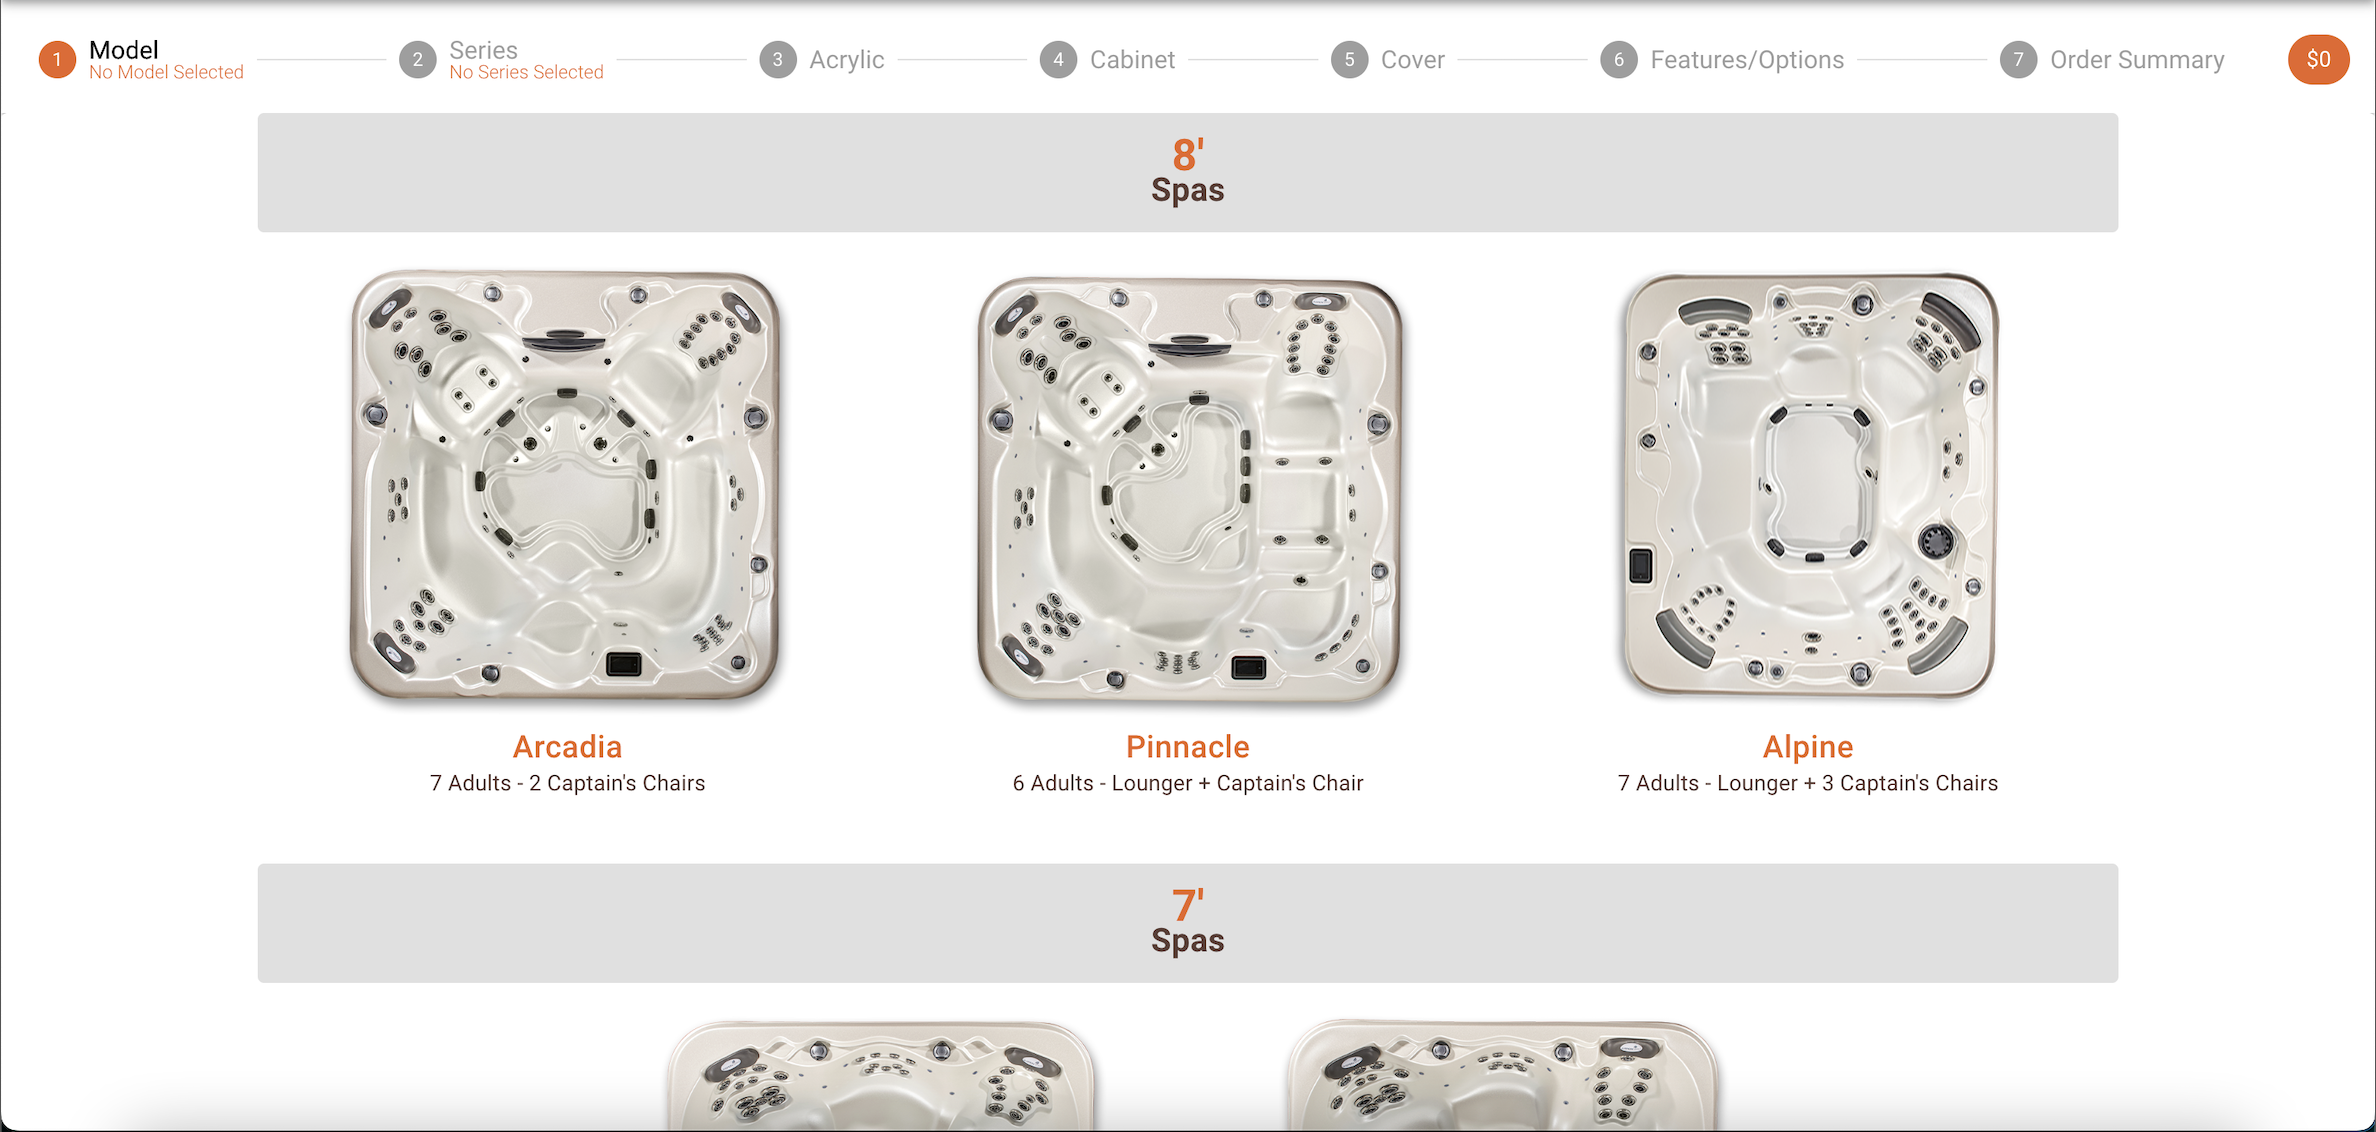 1 Model
No Model Selected
2 Series
No Series Selected
3 Acrylic
4 Cabinet
5 Cover
6 Features/Options
7 Order Summary
$0
8'
Spas
Arcadia
7 Adults - 2 Captain's Chairs
Pinnacle
6 Adults - Lounger + Captain's Chair
Alpine
7 Adults - Lounger + 3 Captain's Chairs
7'
Spas